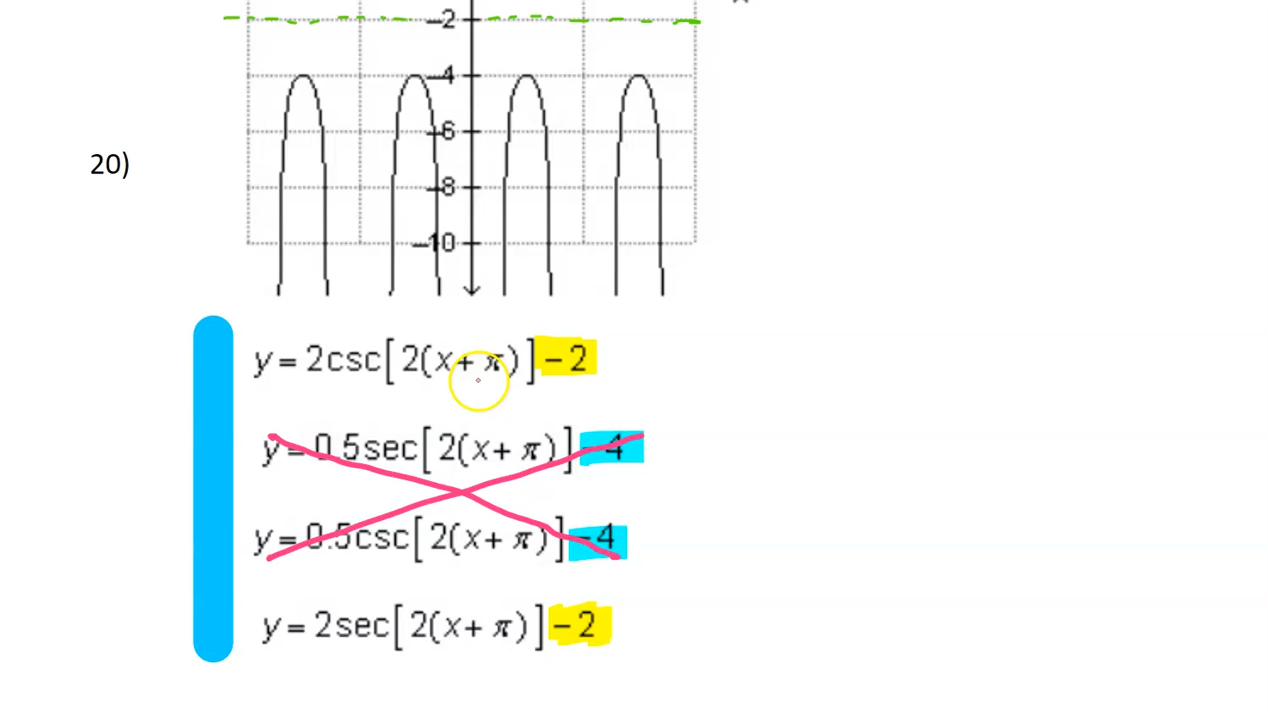 −2
−4
−6
−8
−10
20)
y = 2csc[2(x + π)] − 2
y = 0.5sec[2(x + π)] − 4
y = 0.5csc[2(x + π)] − 4
y = 2sec[2(x + π)] − 2